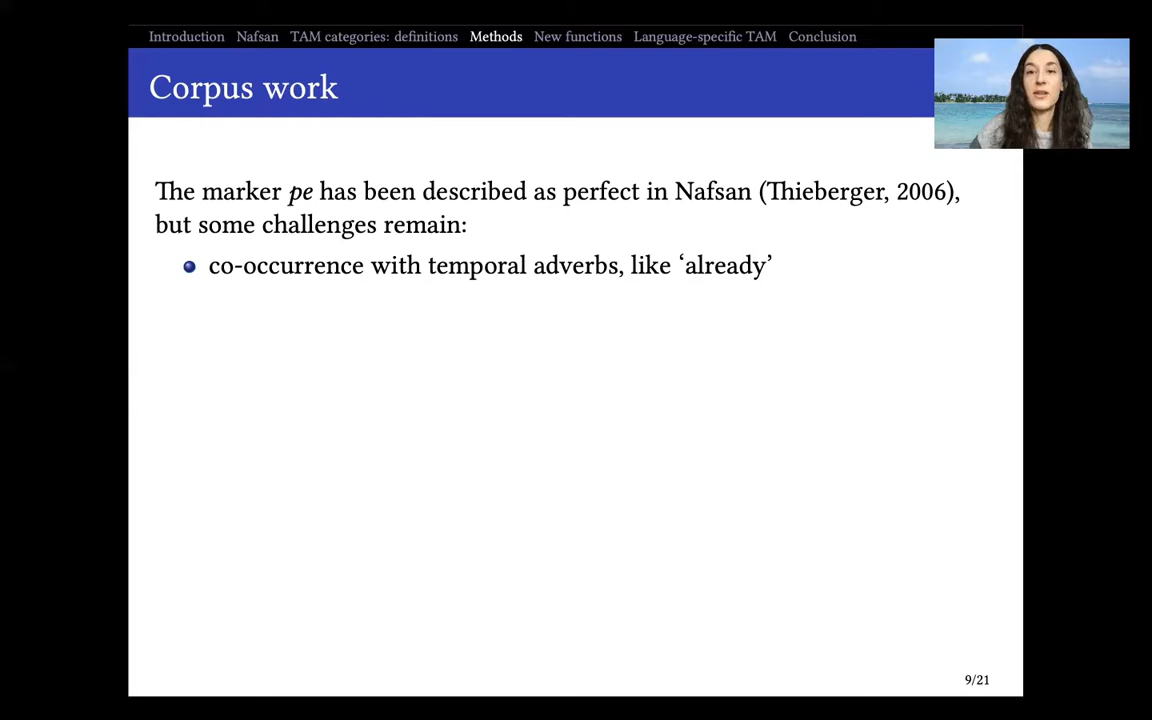 Introduction Nafsan TAM categories: definitions Methods New functions Language-specific TAM Conclusion
Corpus work
The marker pe has been described as perfect in Nafsan (Thieberger, 2006),
but some challenges remain:
co-occurrence with temporal adverbs, like ‘already’
9/21